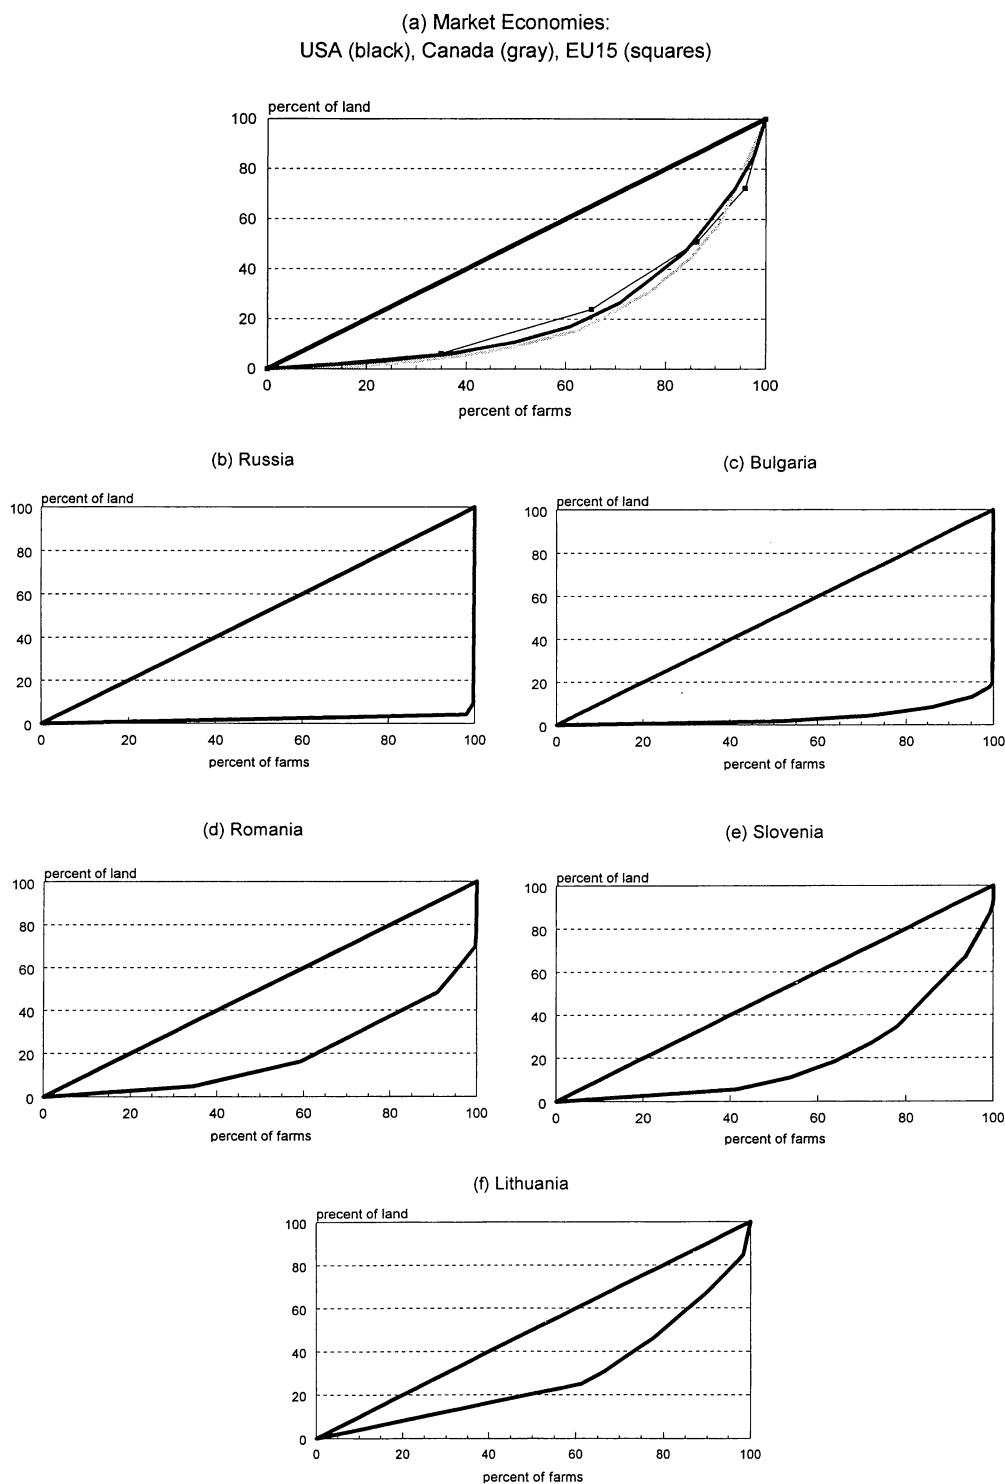 (a) Market Economies:
USA (black), Canada (gray), EU15 (squares)
percent of land
100
80
60
40
20
0
0 20 40 60 80 100
percent of farms
(b) Russia
percent of land
100
80
60
40
20
0
0 20 40 60 80 100
percent of farms
(c) Bulgaria
percent of land
100
80
60
40
20
0
0 20 40 60 80 100
percent of farms
(d) Romania
percent of land
100
80
60
40
20
0
0 20 40 60 80 100
percent of farms
(e) Slovenia
percent of land
100
80
60
40
20
0
0 20 40 60 80 100
percent of farms
(f) Lithuania
precent of land
100
80
60
40
20
0
0 20 40 60 80 100
percent of farms